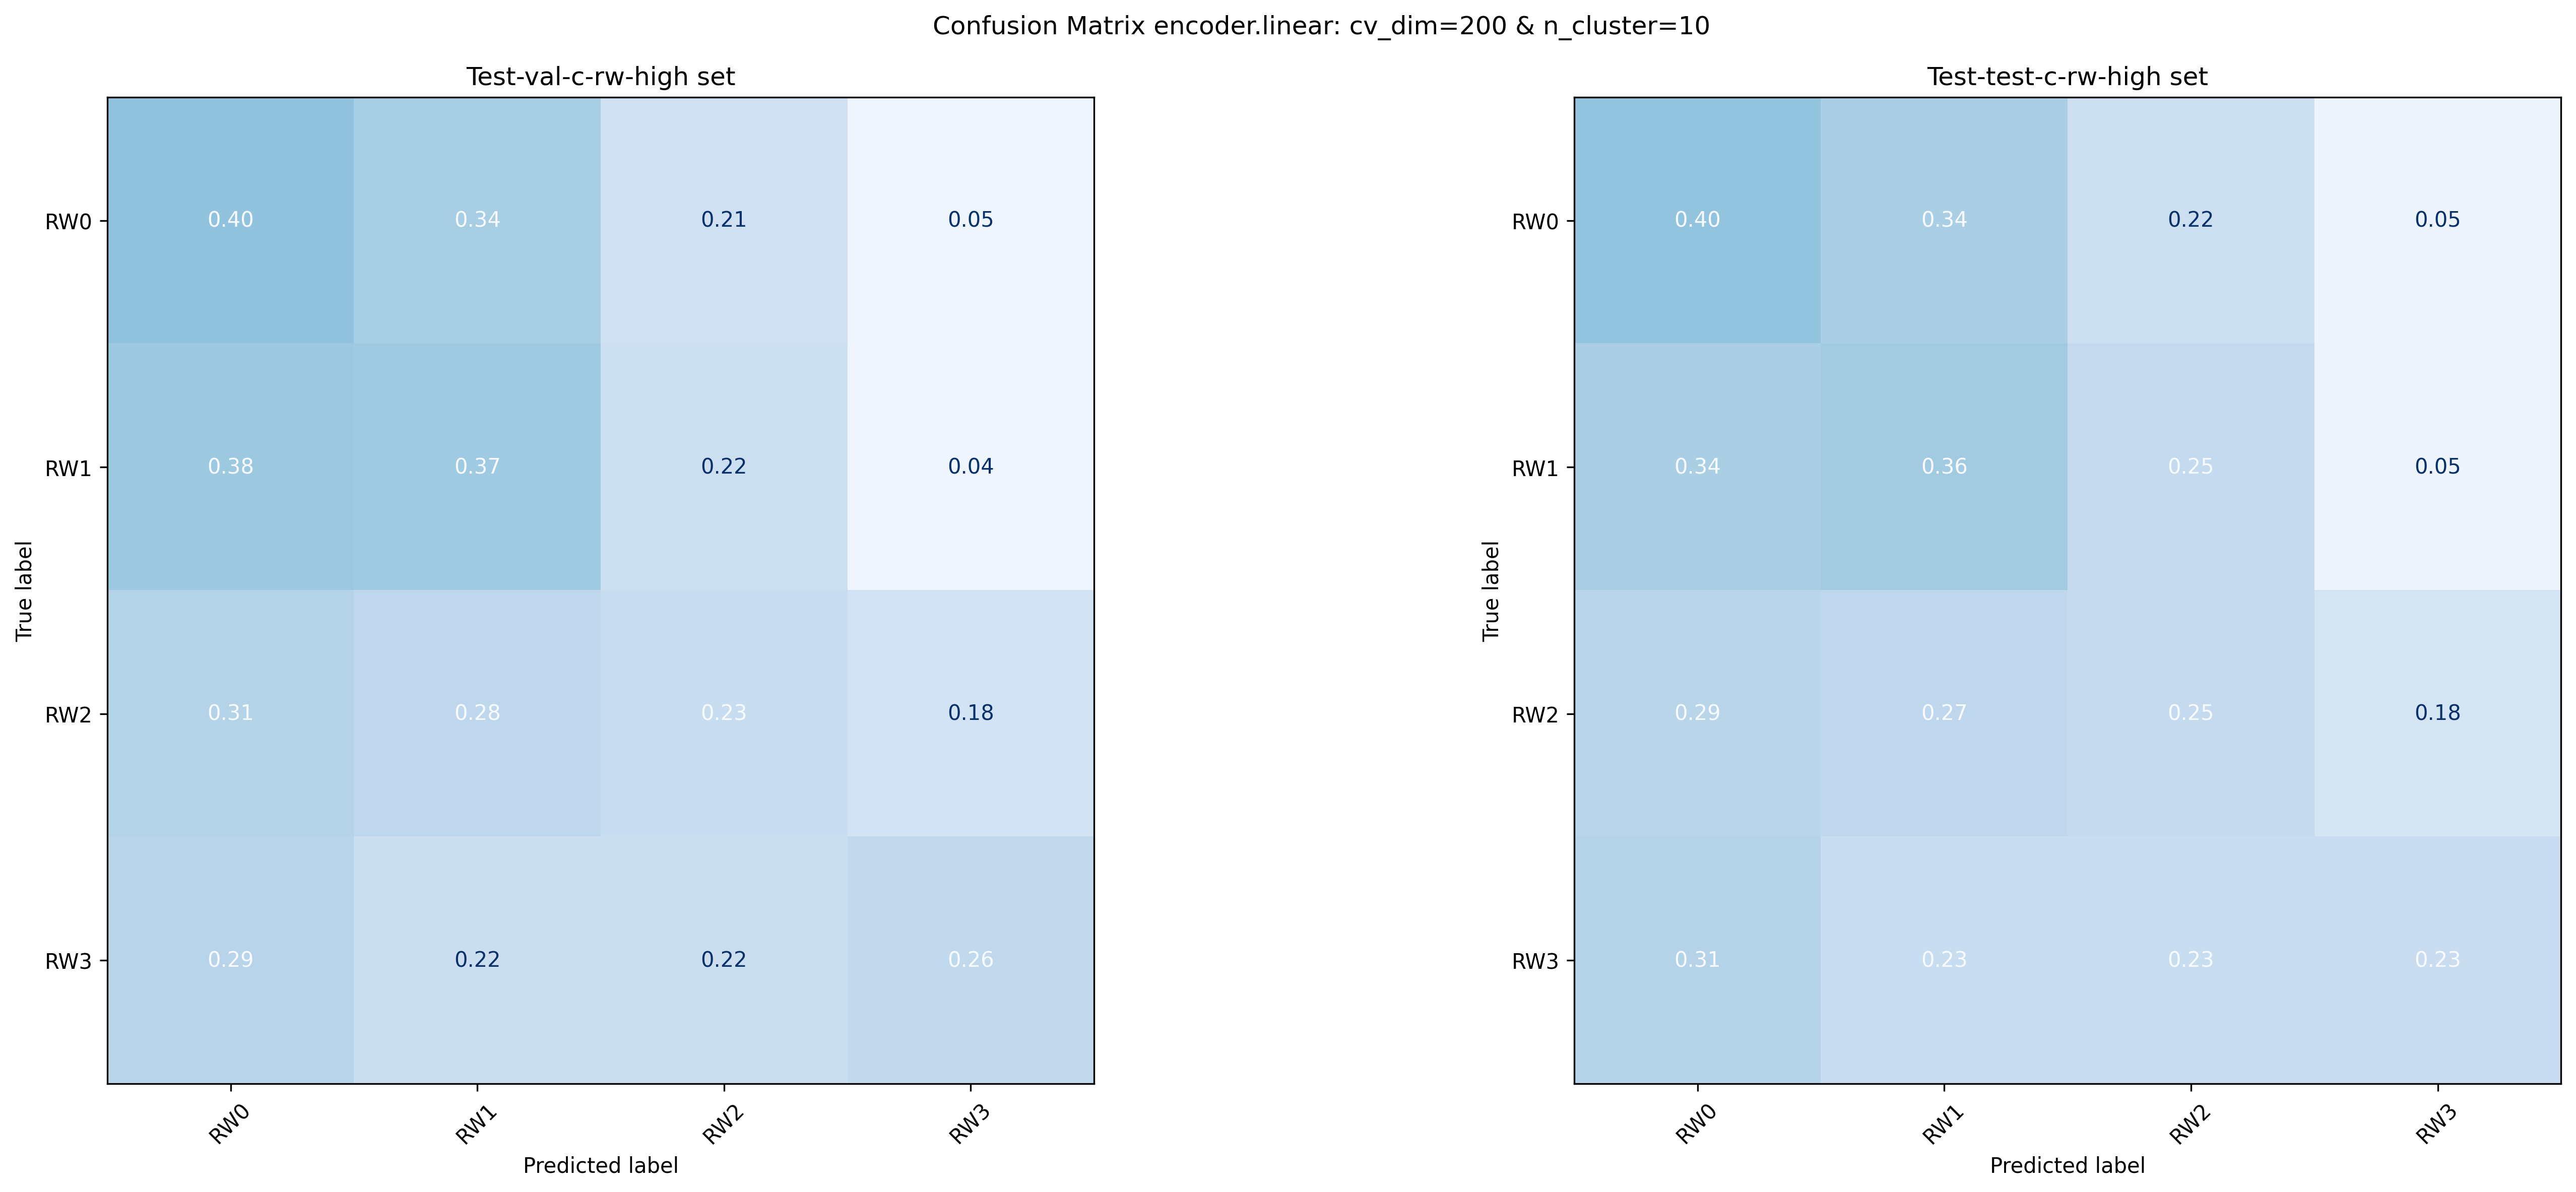 Confusion Matrix encoder.linear: cv_dim=200 & n_cluster=10
Test-val-c-rw-high set
True label
RW0 0.40 0.34 0.21 0.05
RW1 0.38 0.37 0.22 0.04
RW2 0.31 0.28 0.23 0.18
RW3 0.29 0.22 0.22 0.26
RW0 RW1 RW2 RW3
Predicted label
Test-test-c-rw-high set
True label
RW0 0.40 0.34 0.22 0.05
RW1 0.34 0.36 0.25 0.05
RW2 0.29 0.27 0.25 0.18
RW3 0.31 0.23 0.23 0.23
RW0 RW1 RW2 RW3
Predicted label